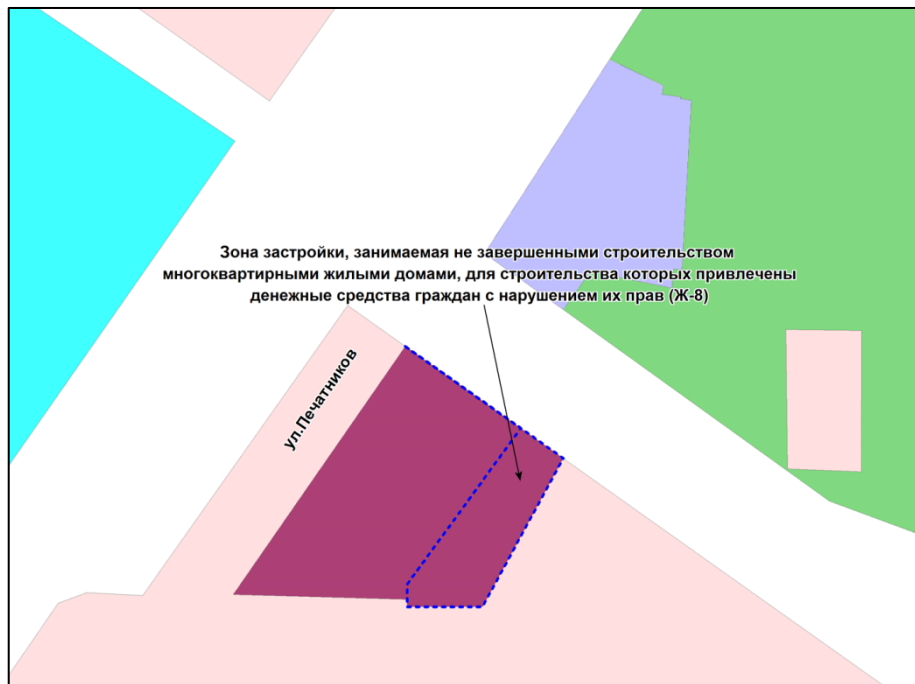 Зона застройки, занимаемая не завершенными строительством
многоквартирными жилыми домами, для строительства которых привлечены
денежные средства граждан с нарушением их прав (Ж-8)
ул.Печатников